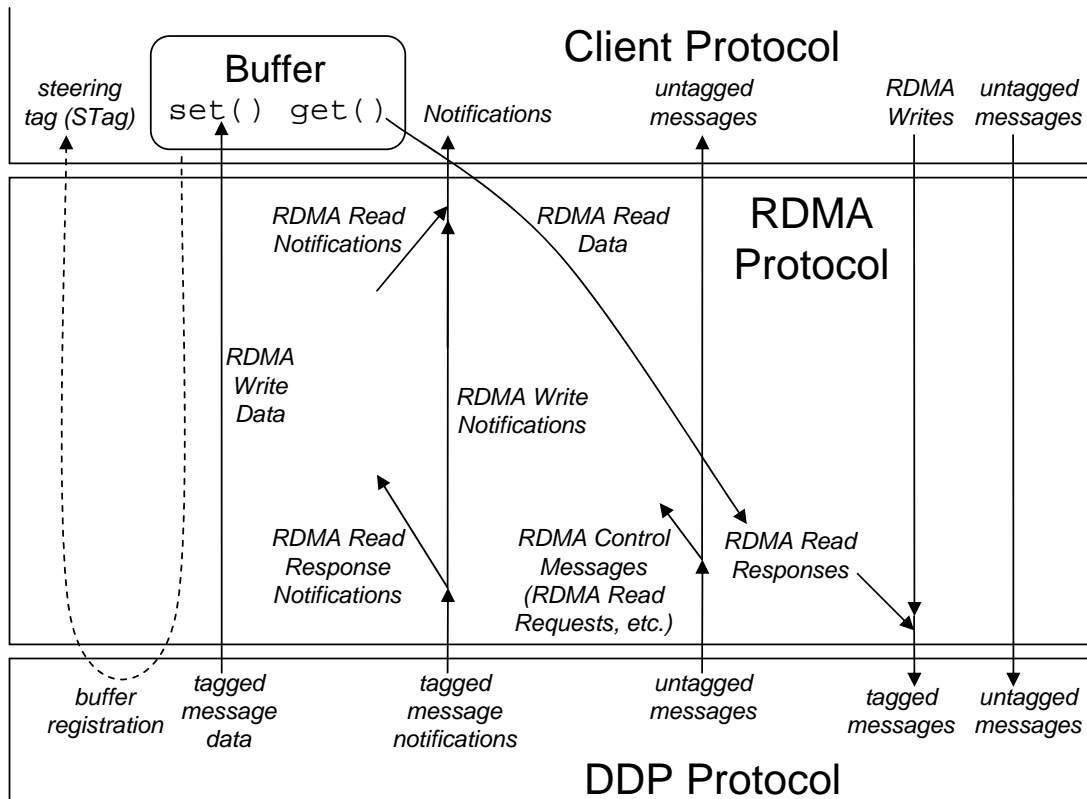 Client Protocol
Buffer
set() get()
steering
tag (STag)
Notifications
untagged
messages
RDMA
Writes
untagged
messages
RDMA Read
Notifications
RDMA Read
Data
RDMA
Protocol
RDMA
Write
Data
RDMA Write
Notifications
RDMA Read
Response
Notifications
RDMA Control
Messages
(RDMA Read
Requests, etc.)
RDMA Read
Responses
buffer
registration
tagged
message
data
tagged
message
notifications
untagged
messages
tagged
messages
untagged
messages
DDP Protocol